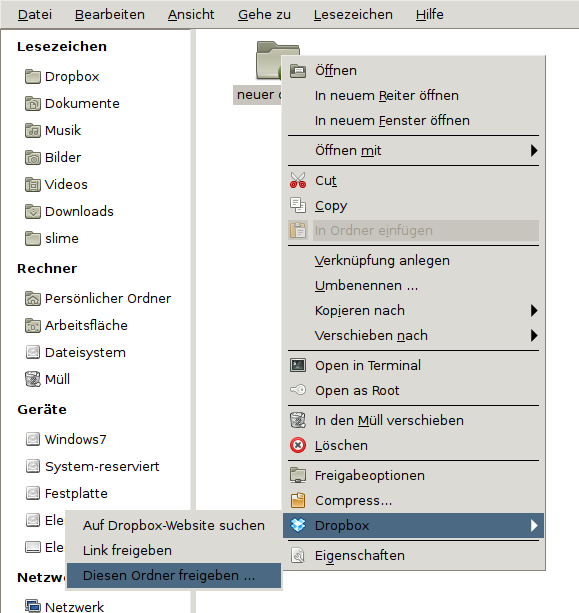 Datei Bearbeiten Ansicht Gehe zu Lesezeichen Hilfe
Lesezeichen
Dropbox
Dokumente
Musik
Bilder
Videos
Downloads
slime
Rechner
Persönlicher Ordner
Arbeitsfläche
Dateisystem
Müll
Geräte
Windows7
System-reserviert
Festplatte
Ele
Ele
Netzw
Netzwerk
neuer
Öffnen
In neuem Reiter öffnen
In neuem Fenster öffnen
Öffnen mit
Cut
Copy
In Ordner einfügen
Verknüpfung anlegen
Umbenennen ...
Kopieren nach
Verschieben nach
Open in Terminal
Open as Root
In den Müll verschieben
Löschen
Freigabeoptionen
Compress...
Dropbox
Eigenschaften
Auf Dropbox-Website suchen
Link freigeben
Diesen Ordner freigeben ...